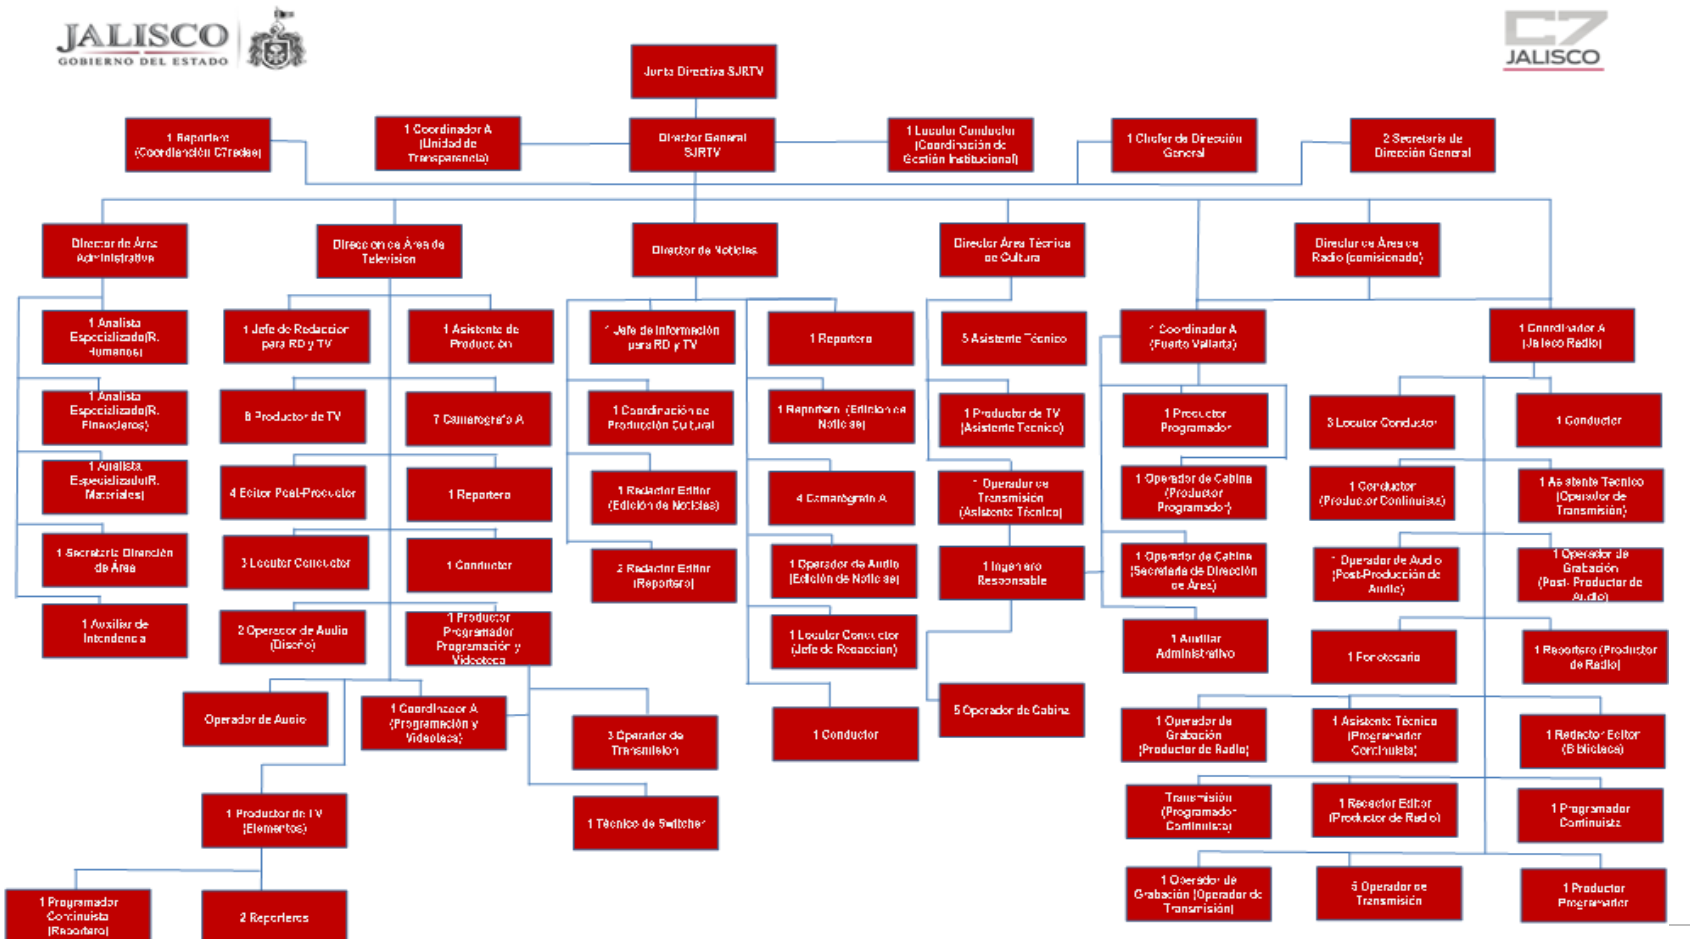 JALISCO
GOBIERNO DEL ESTADO
C7
JALISCO
Junta Directiva SJRTV
1 Reportero
(Coordiención C7redes)
1 Coordinador A
(Unidad de
Transparencia)
Director General
SJRTV
1 Locutor Conductor
(Coordinación de
Gestión Institucional)
1 Chofer de Dirección
General
2 Secretaria de
Dirección General
Director de Área
Administrativa
Dirección de Área de
Television
Director de Noticias
Director Área Técnica
de Cultura
Director de Área de
Radio (comisionado)
1 Analista
Especializado(R.
Humanos)
1 Jefe de Redaccion
para RD y TV
1 Asistente de
Producción
1 Jefe de Información
para RD y TV
1 Reportero
5 Asistente Técnico
1 Coordinador A
(Puerto Vallarta)
1 Coordinador A
(Jalisco Radio)
1 Analista
Especializado(R.
Financieros)
8 Productor de TV
7 Camarografo A
1 Coordinación de
Producción Cultural
1 Reportero (Edicion de
Noticias)
1 Productor de TV
(Asistente Tecnico)
1 Productor
Programador
3 Locutor Conductor
1 Conductor
1 Analista
Especializado(R.
Materiales)
4 Editor Post-Productor
1 Reportero
1 Redactor Editor
(Edición de Noticias)
4 Camarógrafo A
1 Operador de
Transmisión
(Asistente Técnico)
1 Operador de Cabina
(Productor
Programador)
1 Conductor
(Productor Continuista)
1 Asistente Tecnico
(Operador de
Transmisión)
1 Secretaria Dirección
de Área
3 Locutor Conductor
1 Conductor
2 Redactor Editor
(Reportero)
1 Operador de Audio
(Edición de Noticias)
1 Ingeniero
Responsable
1 Operador de Cabina
(Secretaria de Dirección
de Área)
1 Operador de Audio
(Post-Producción de
Audio)
1 Operador de
Grabación
(Post- Productor de
Audio)
1 Auxiliar de
Intendencia
2 Operador de Audio
(Diseño)
1 Productor
Programador
Programación y
Videoteca
1 Locutor Conductor
(Jefe de Redaccion)
1 Auxiliar
Administrativo
1 Fonotecario
1 Reportero (Productor
de Radio)
Operador de Audio
1 Coordinador A
(Programación y
Videoteca)
3 Operador de
Transmision
1 Conductor
5 Operador de Cabina
1 Operador de
Grabación
(Productor de Radio)
1 Asistente Técnico
(Programador
Continuista)
1 Redactor Editor
(Biblioteca)
1 Productor de TV
(Elementos)
1 Técnico de Switcher
Transmisión
(Programador
Continuista)
1 Redactor Editor
(Productor de Radio)
1 Programador
Continuista
1 Programador
Continuista
(Reportero)
2 Reporteros
1 Operador de
Grabación (Operador de
Transmisión)
5 Operador de
Transmisión
1 Productor
Programador